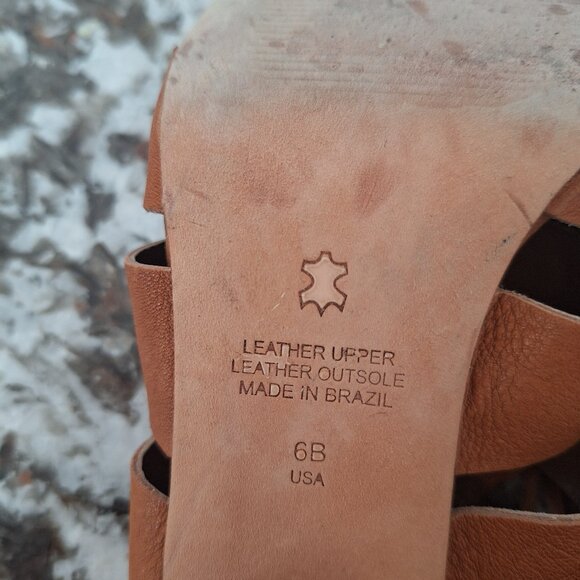 LEATHER UPPER
LEATHER OUTSOLE
MADE IN BRAZIL
6B
USA